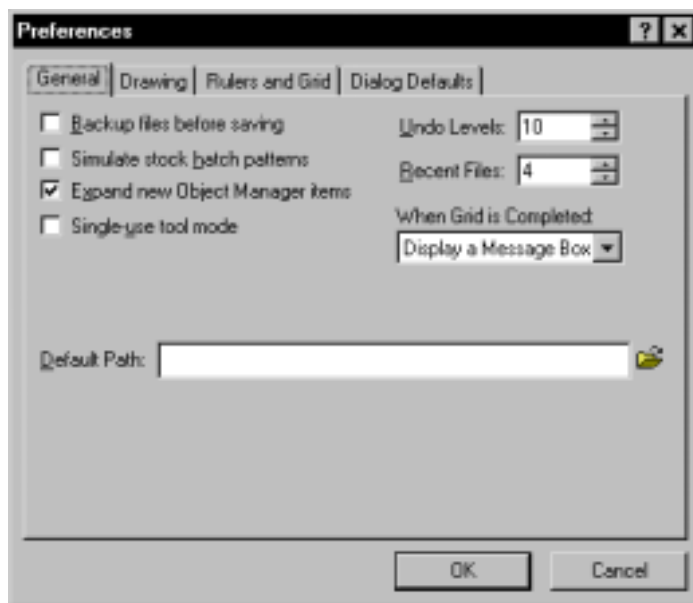 Preferences
General Drawing Rulers and Grid Dialog Defaults
Backup files before saving
Undo Levels: 10
Simulate stock hatch patterns
Recent Files: 4
Expand new Object Manager items
When Grid is Completed:
Single-use tool mode
Display a Message Box
Default Path:
OK Cancel